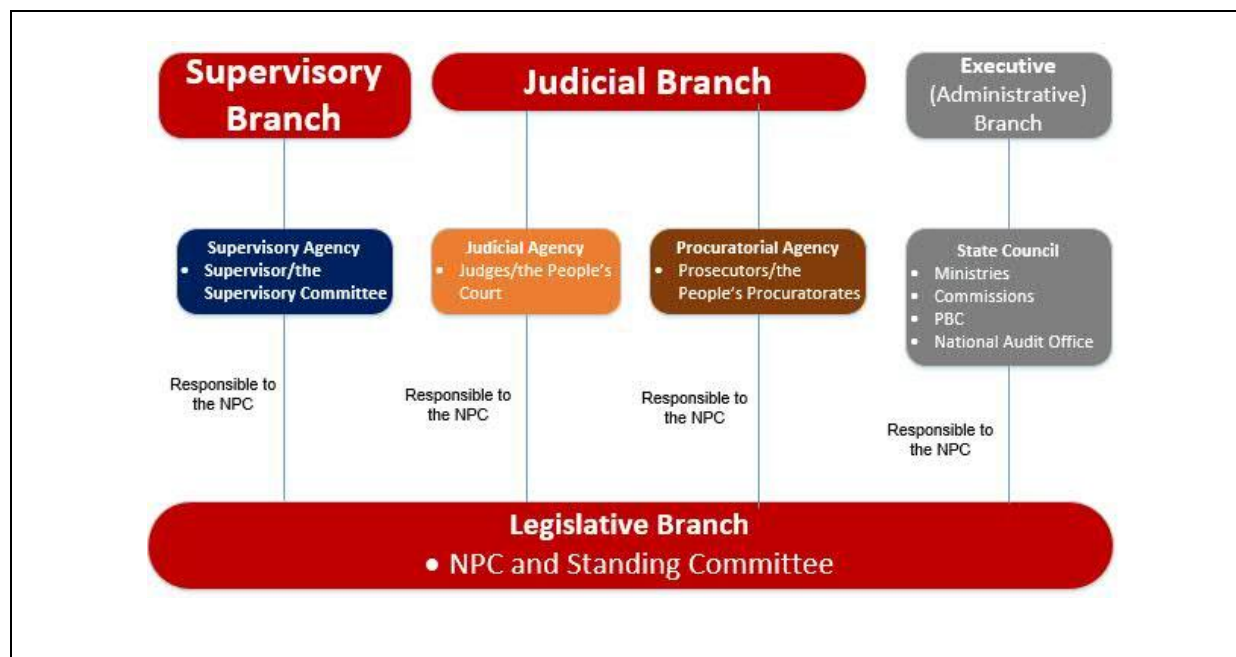 Supervisory
Branch
Judicial Branch
Executive
(Administrative)
Branch
Supervisory Agency
• Supervisor/the
Supervisory Committee
Judicial Agency
• Judges/the People's
Court
Procuratorial Agency
• Prosecutors/the
People's Procuratorates
State Council
• Ministries
• Commissions
• PBC
• National Audit Office
Responsible to
the NPC
Responsible to
the NPC
Responsible to
the NPC
Responsible to
the NPC
Legislative Branch
• NPC and Standing Committee